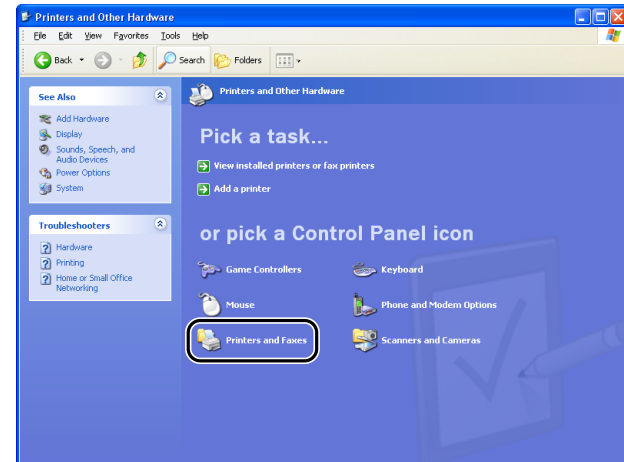 Printers and Other Hardware
File Edit View Favorites Tools Help
Back Search Folders
See Also
Add Hardware
Display
Sounds, Speech, and
Audio Devices
Power Options
System
Troubleshooters
Hardware
Printing
Home or Small Office
Networking
Printers and Other Hardware
Pick a task...
View installed printers or fax printers
Add a printer
or pick a Control Panel icon
Game Controllers
Keyboard
Mouse
Phone and Modem Options
Printers and Faxes
Scanners and Cameras